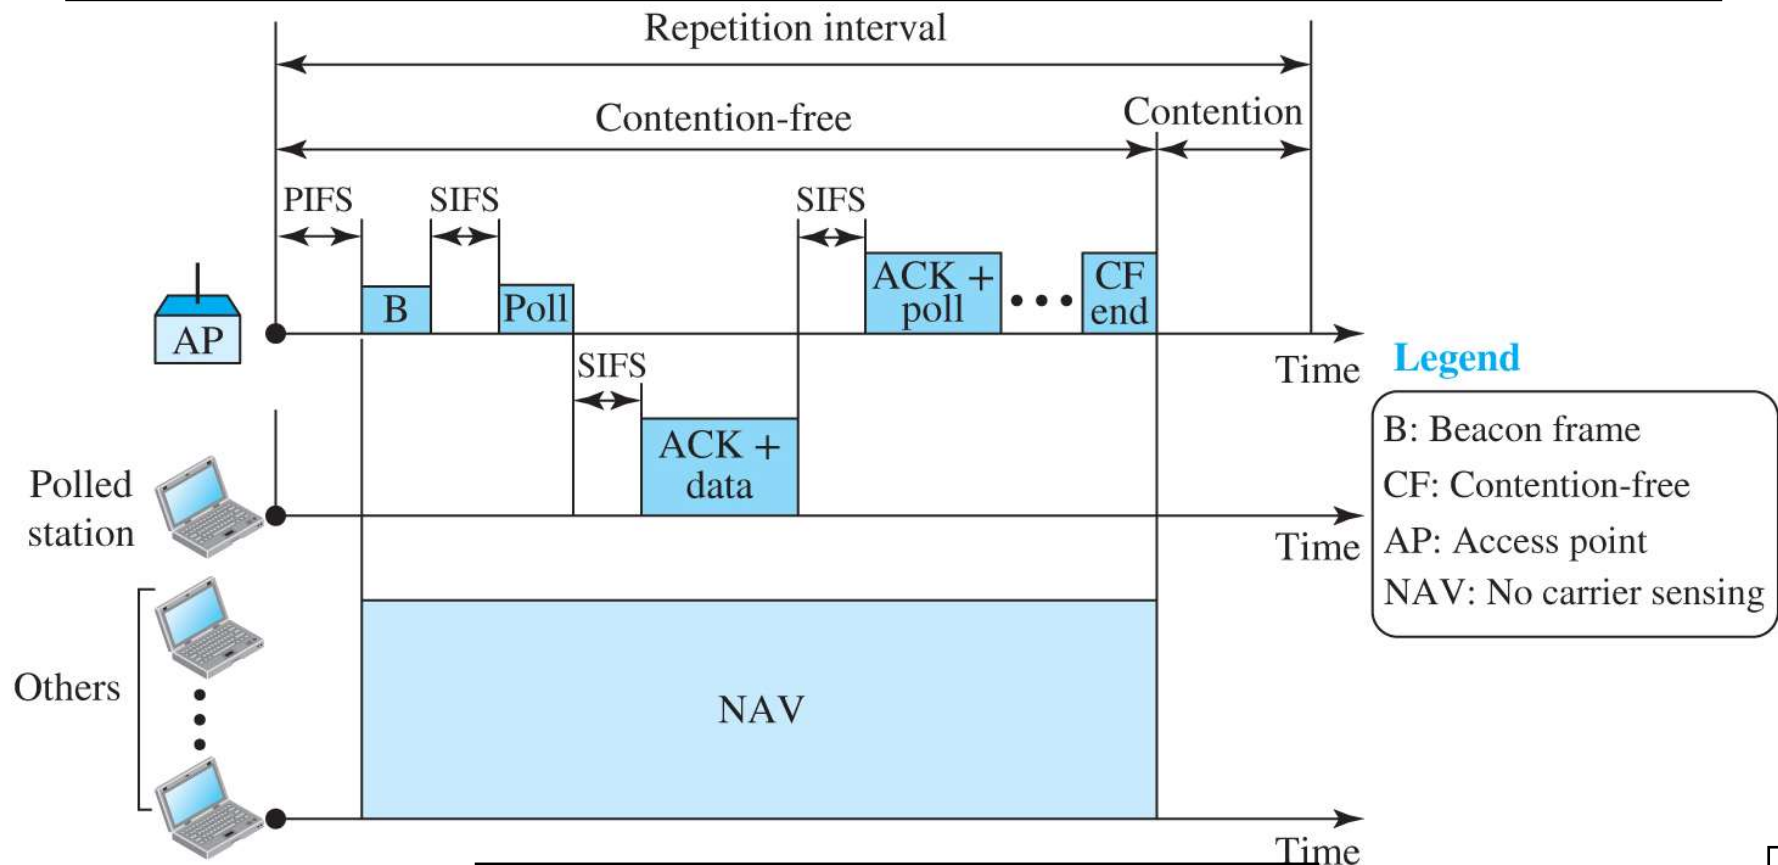 Repetition interval
Contention-free
Contention
PIFS
SIFS
SIFS
B
Poll
ACK +
poll
CF
end
AP
Time
SIFS
ACK +
data
Polled
station
Time
Others
NAV
Time
Legend
B: Beacon frame
CF: Contention-free
AP: Access point
NAV: No carrier sensing